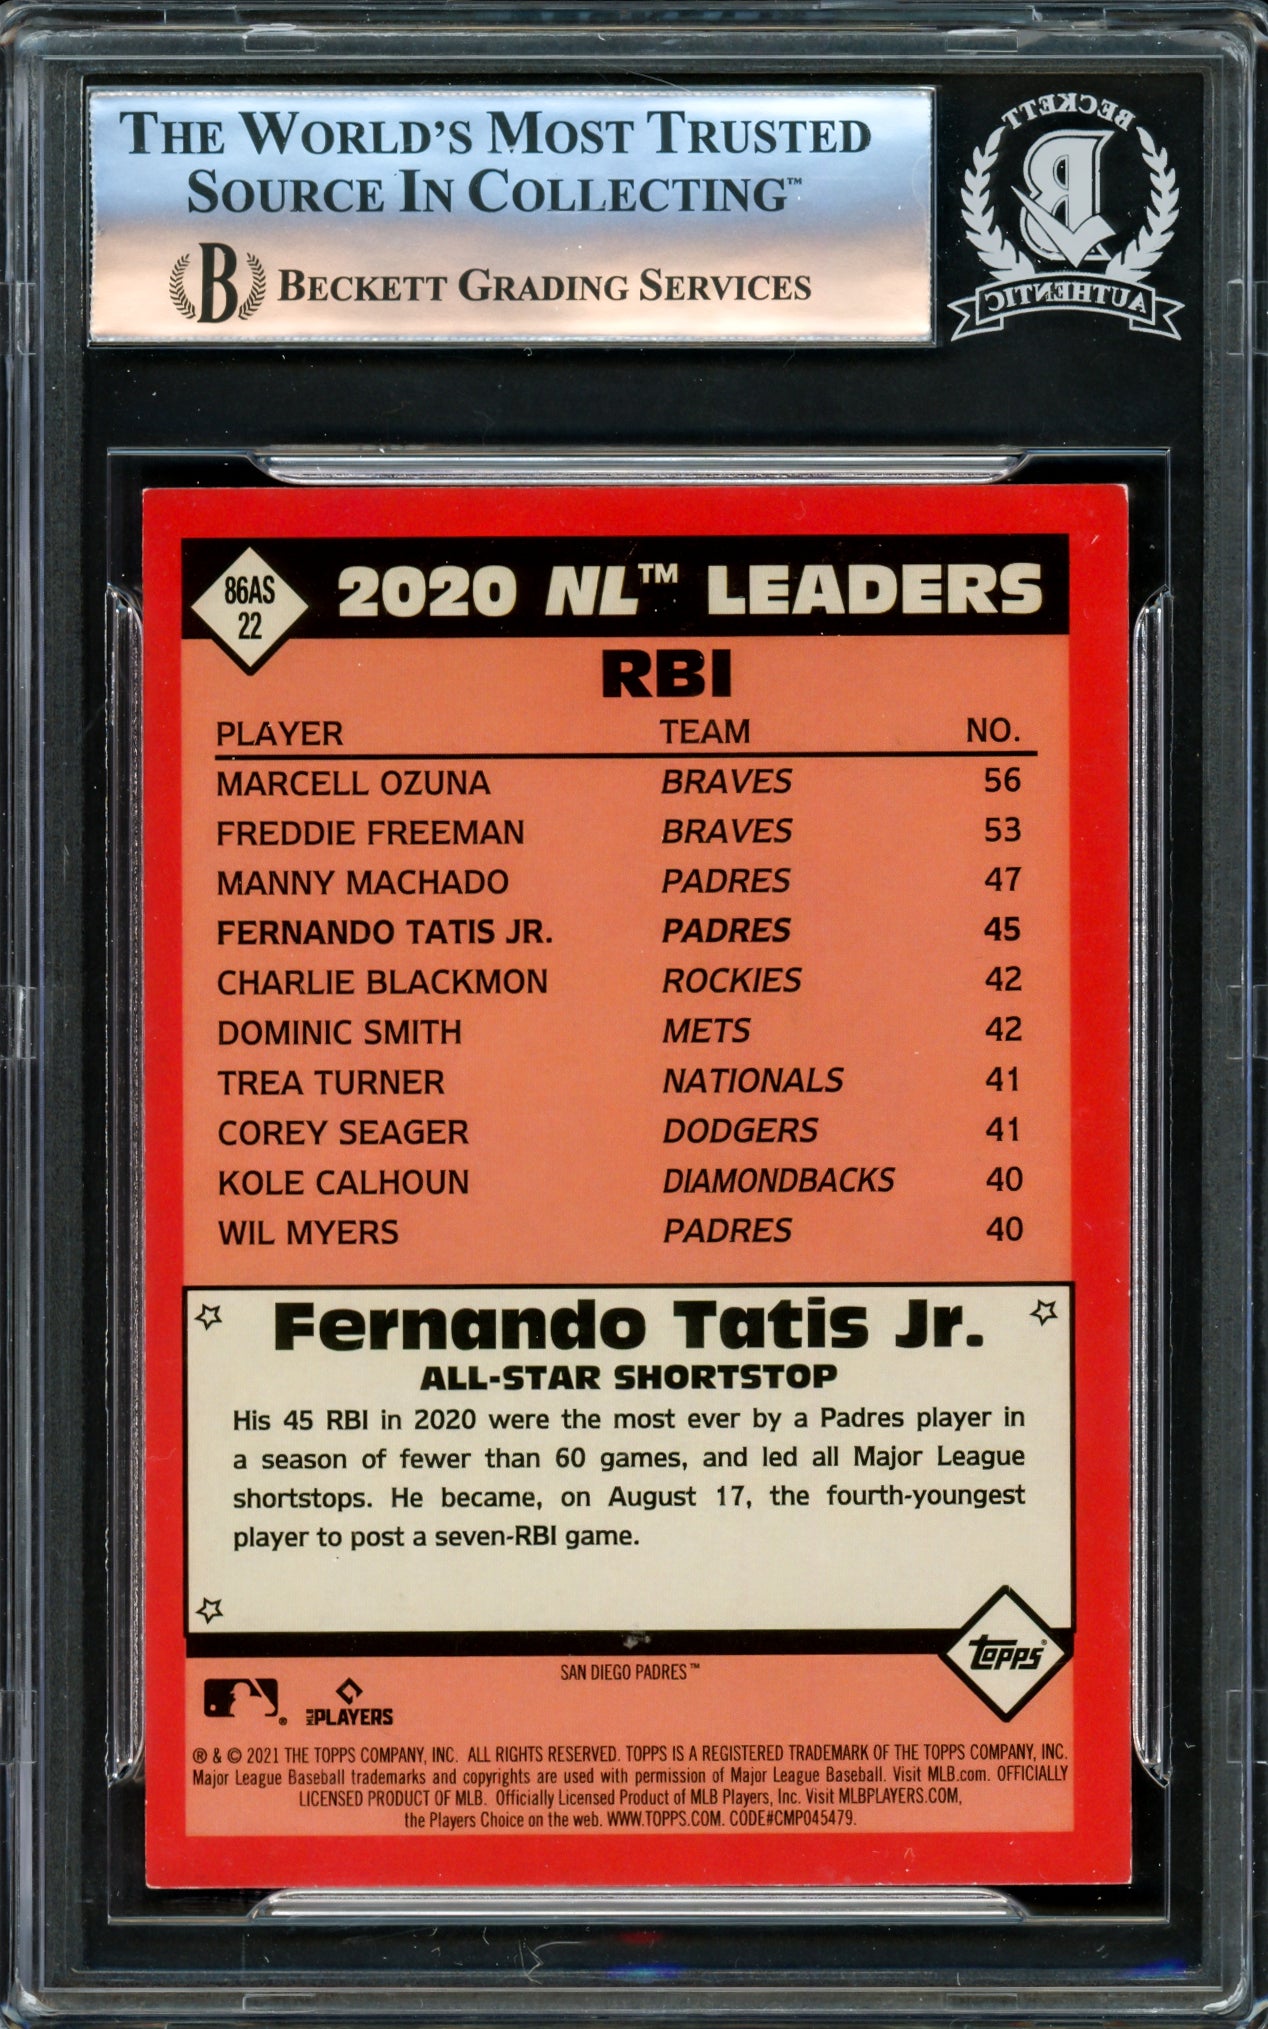 THE WORLD'S MOST TRUSTED
SOURCE IN COLLECTING™
B BECKETT GRADING SERVICES
BECKETT
B
AUTHENTIC
86AS
22
2020 NL™ LEADERS
RBI
PLAYER TEAM NO.
MARCELL OZUNA BRAVES 56
FREDDIE FREEMAN BRAVES 53
MANNY MACHADO PADRES 47
FERNANDO TATIS JR. PADRES 45
CHARLIE BLACKMON ROCKIES 42
DOMINIC SMITH METS 42
TREA TURNER NATIONALS 41
COREY SEAGER DODGERS 41
KOLE CALHOUN DIAMONDBACKS 40
WIL MYERS PADRES 40
Fernando Tatis Jr.
ALL-STAR SHORTSTOP
His 45 RBI in 2020 were the most ever by a Padres player in
a season of fewer than 60 games, and led all Major League
shortstops. He became, on August 17, the fourth-youngest
player to post a seven-RBI game.
topps®
SAN DIEGO PADRES™
® MLB PLAYERS
® & © 2021 THE TOPPS COMPANY, INC. ALL RIGHTS RESERVED. TOPPS IS A REGISTERED TRADEMARK OF THE TOPPS COMPANY, INC.
Major League Baseball trademarks and copyrights are used with permission of Major League Baseball. Visit MLB.com. OFFICIALLY
LICENSED PRODUCT OF MLB. Officially Licensed Product of MLB Players, Inc. Visit MLBPLAYERS.COM,
the Players Choice on the web. WWW.TOPPS.COM. CODE#CMP045479.